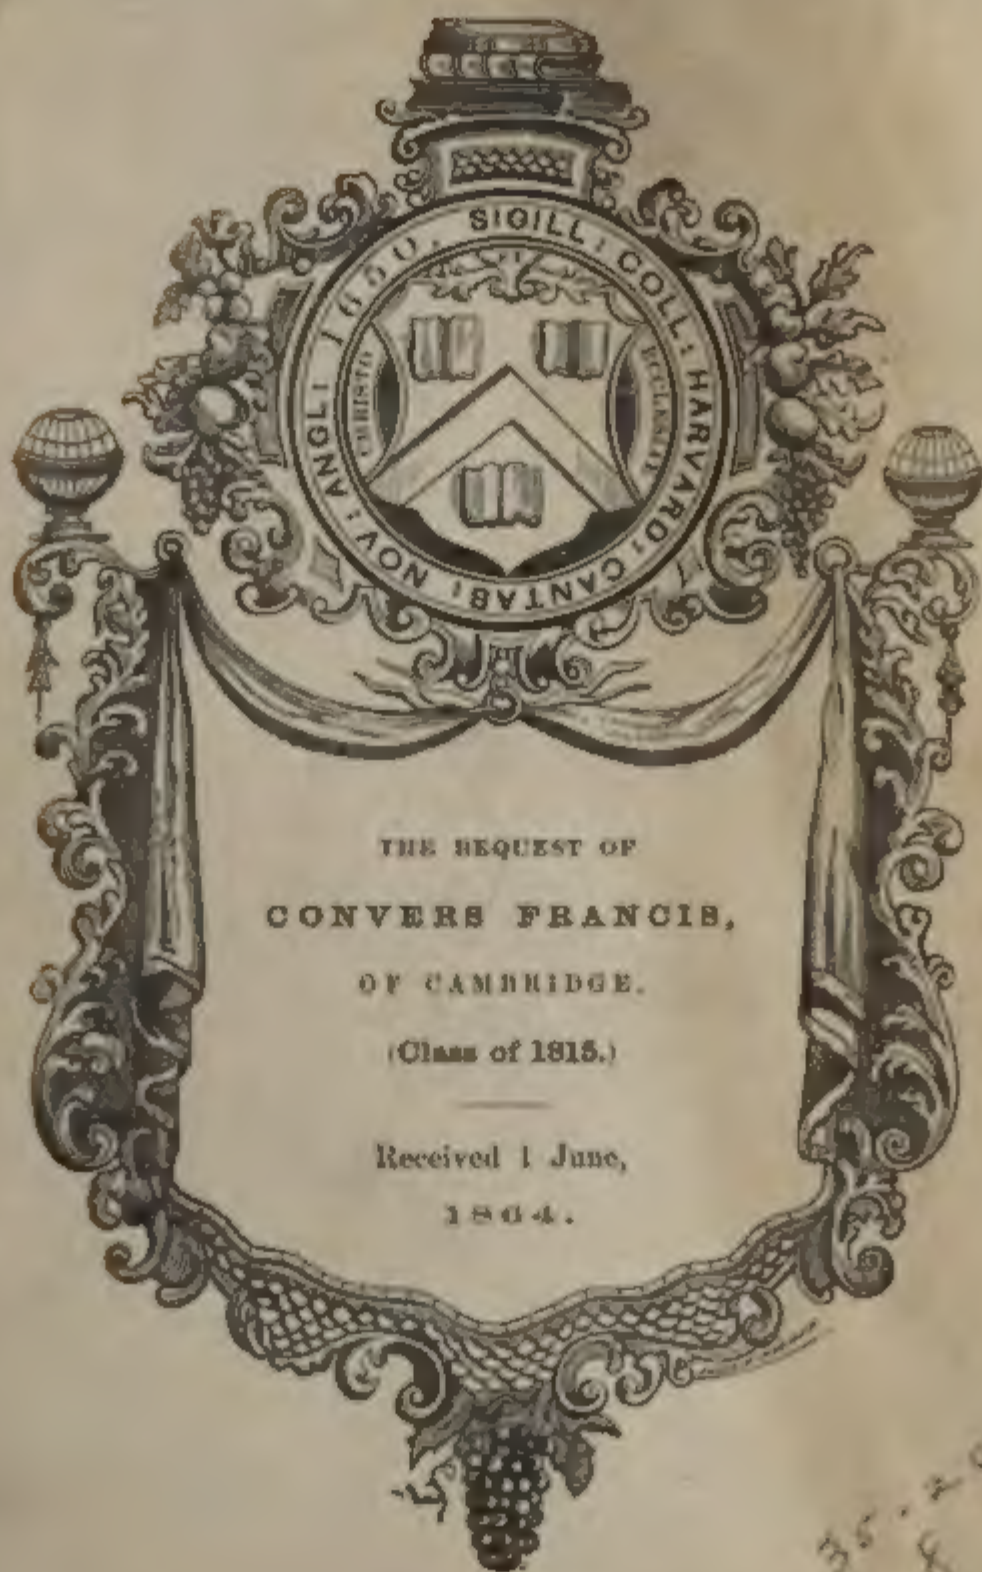 SIGILL: COLL: HARVARD: CANTAB: NOV: ANGL: 1650.
CHRISTO
ECCLESIAE
THE BEQUEST OF
CONVERS FRANCIS,
OF CAMBRIDGE.
(Class of 1815.)
Received 1 June,
1864.